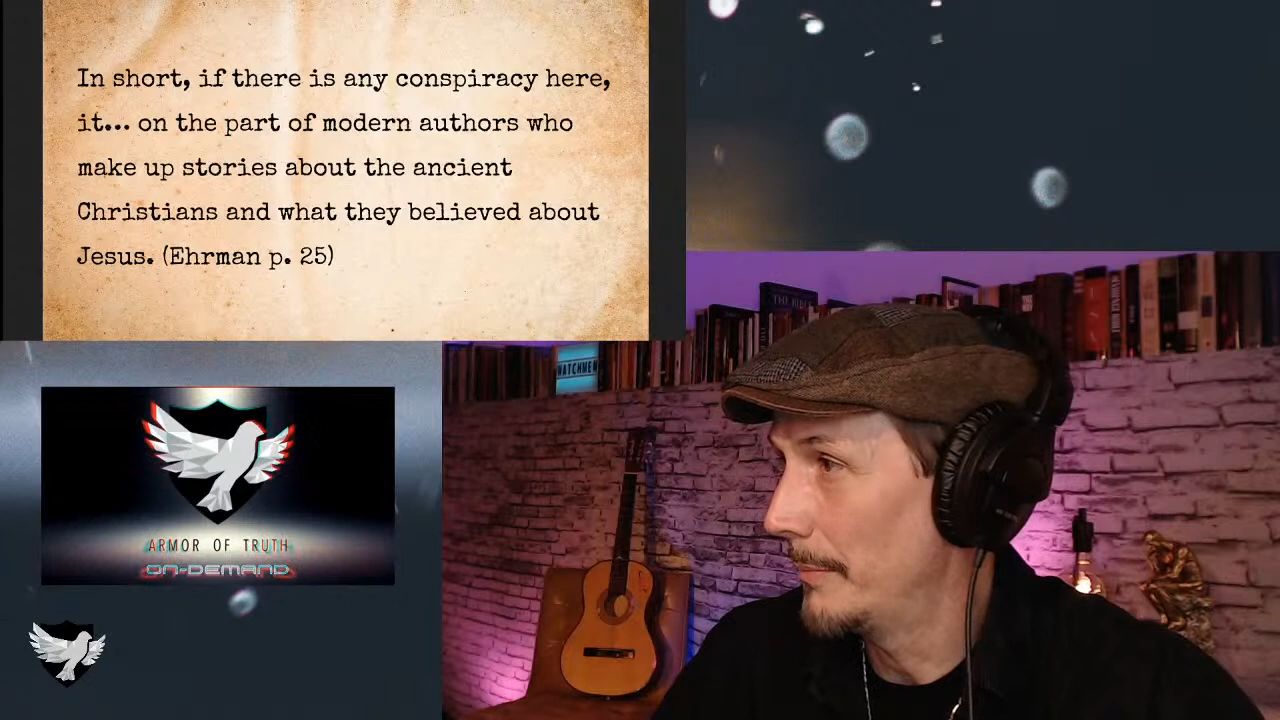 In short, if there is any conspiracy here,
it... on the part of modern authors who
make up stories about the ancient
Christians and what they believed about
Jesus. (Ehrman p. 25)
THE BIBLE
WATCHMEN
ARMOR OF TRUTH
ON-DEMAND